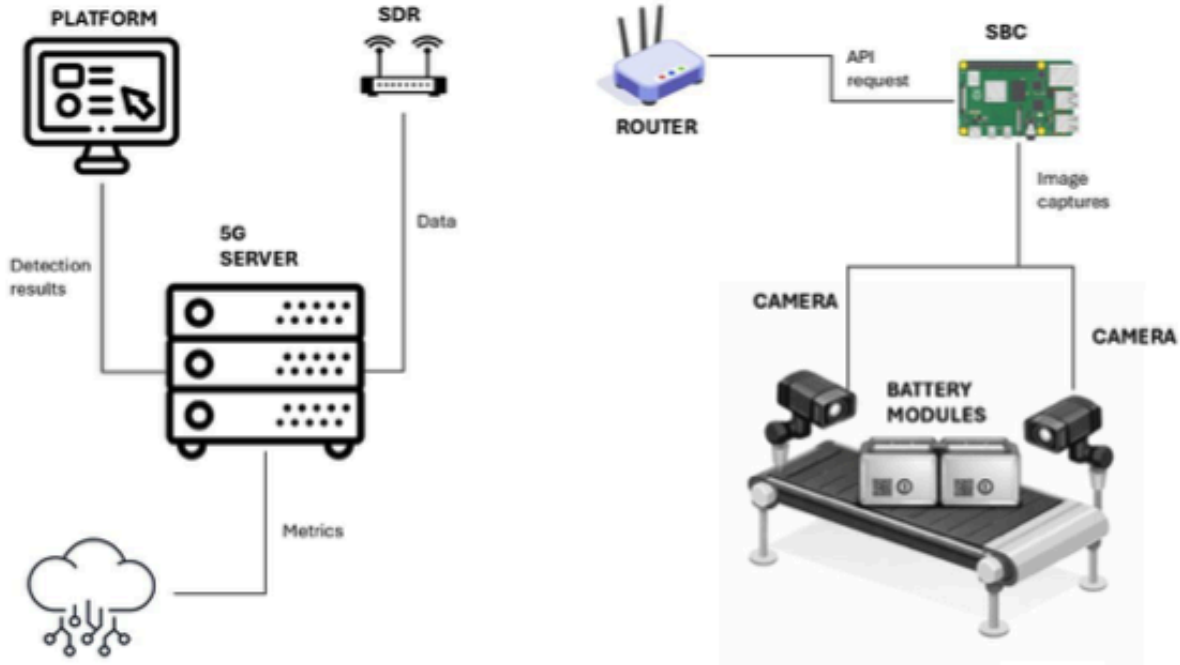 PLATFORM
SDR
SBC
API
request
ROUTER
Image
captures
Data
5G
SERVER
Detection
results
CAMERA
CAMERA
BATTERY
MODULES
Metrics